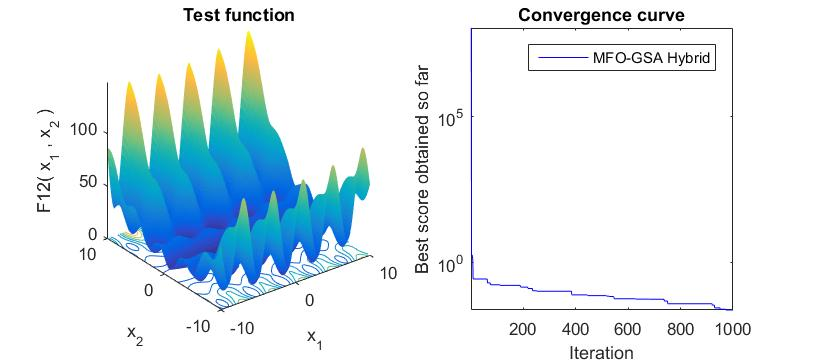 Test function
F12( x1 , x2 )
100
50
0
10
0
-10
x2
-10
0
10
x1
Convergence curve
MFO-GSA Hybrid
Best score obtained so far
10^5
10^0
200 400 600 800 1000
Iteration